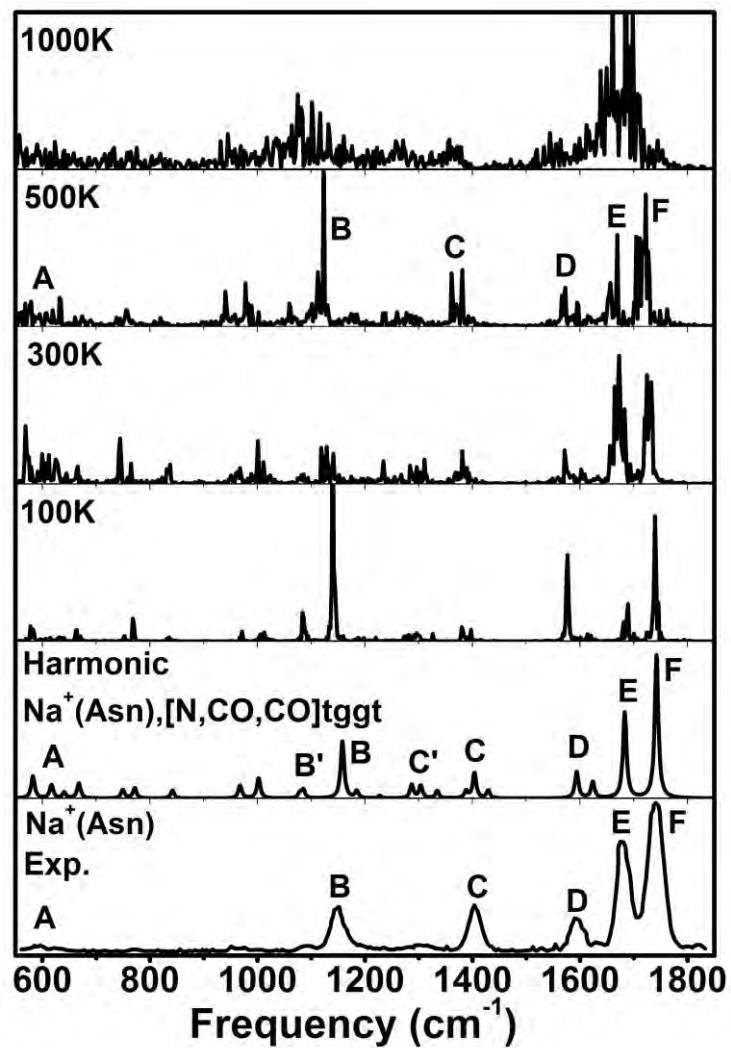 1000K
500K
A B C D E F
300K
100K
Harmonic
Na⁺(Asn),[N,CO,CO]tggt
A B' B C' C D E F
Na⁺(Asn)
Exp.
A B C D E F
600 800 1000 1200 1400 1600 1800
Frequency (cm⁻¹)